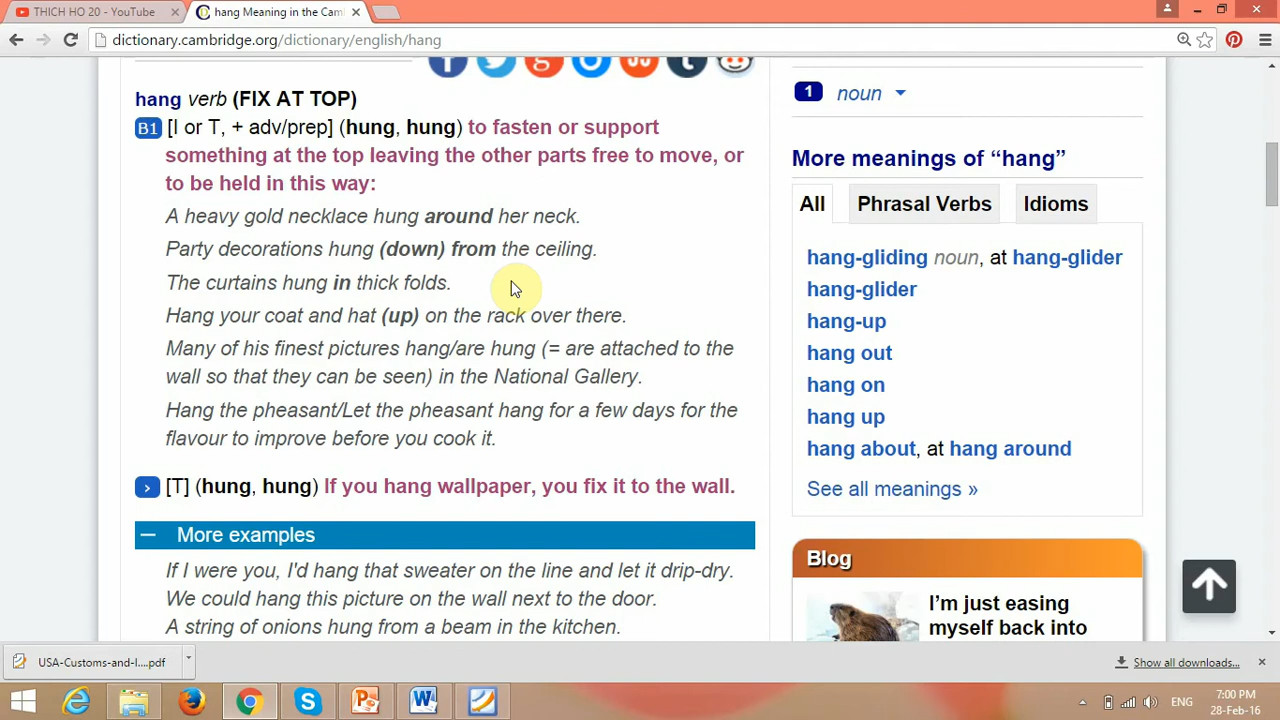 THICH HO 20 - YouTube
hang Meaning in the Cam
dictionary.cambridge.org/dictionary/english/hang
hang verb (FIX AT TOP)
B1 [I or T, + adv/prep] (hung, hung) to fasten or support
something at the top leaving the other parts free to move, or
to be held in this way:
A heavy gold necklace hung around her neck.
Party decorations hung (down) from the ceiling.
The curtains hung in thick folds.
Hang your coat and hat (up) on the rack over there.
Many of his finest pictures hang/are hung (= are attached to the
wall so that they can be seen) in the National Gallery.
Hang the pheasant/Let the pheasant hang for a few days for the
flavour to improve before you cook it.
› [T] (hung, hung) If you hang wallpaper, you fix it to the wall.
– More examples
If I were you, I'd hang that sweater on the line and let it drip-dry.
We could hang this picture on the wall next to the door.
A string of onions hung from a beam in the kitchen.
1 noun
More meanings of “hang”
All Phrasal Verbs Idioms
hang-gliding noun, at hang-glider
hang-glider
hang-up
hang out
hang on
hang up
hang about, at hang around
See all meanings »
Blog
I’m just easing
myself back into
USA-Customs-and-I....pdf
Show all downloads...
ENG
7:00 PM
28-Feb-16